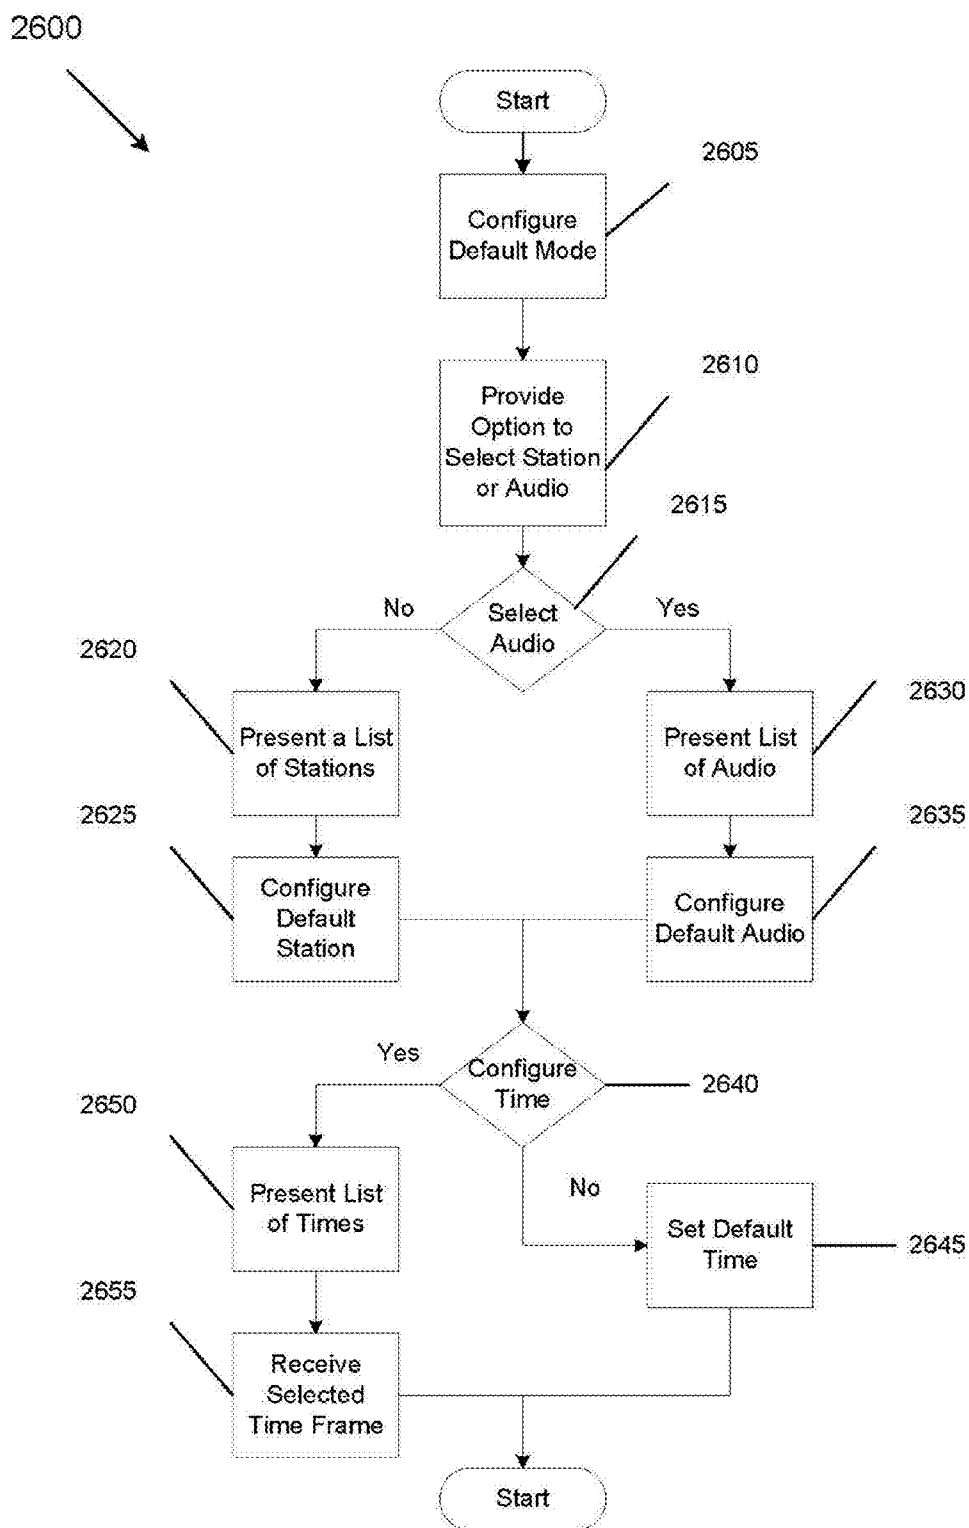 2600
Start
2605
Configure
Default Mode
2610
Provide
Option to
Select Station
or Audio
2615
Select
Audio
No
Yes
2620
Present a List
of Stations
2630
Present List
of Audio
2625
Configure
Default
Station
2635
Configure
Default Audio
Configure
Time
2640
Yes
No
2650
Present List
of Times
Set Default
Time
2645
2655
Receive
Selected
Time Frame
Start